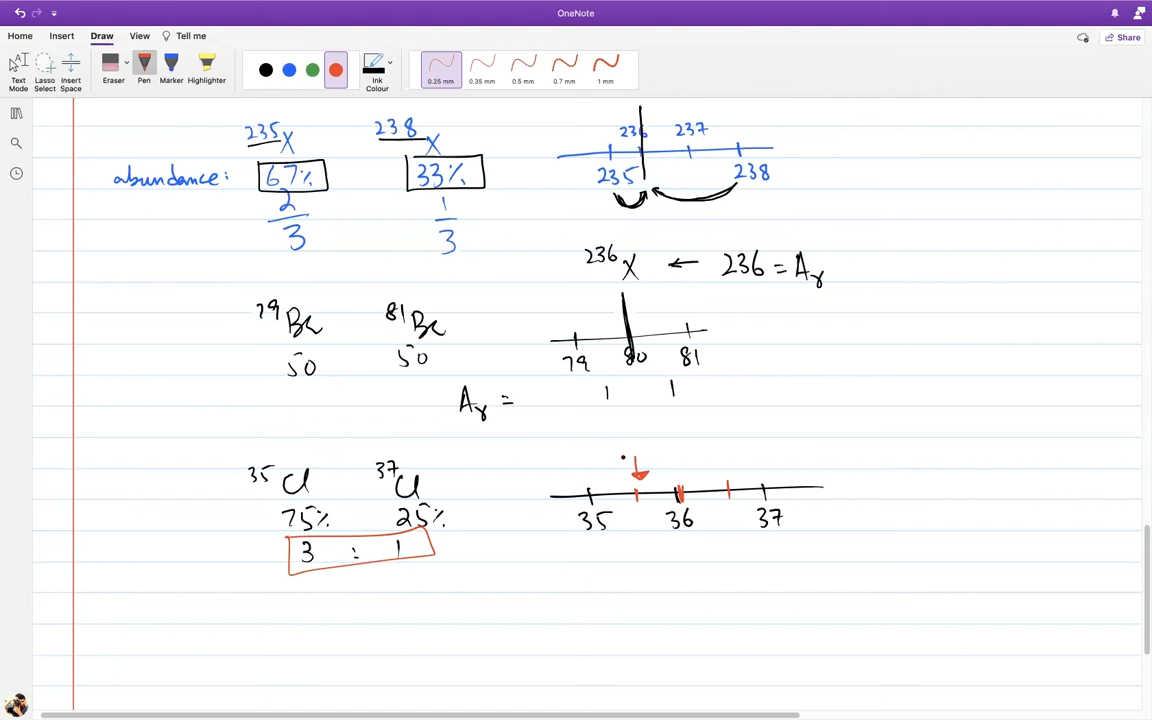 OneNote
Home Insert Draw View Tell me Share
Text Mode Lasso Select Insert Space Eraser Pen Marker Highlighter Ink Colour 0.25 mm 0.35 mm 0.5 mm 0.7 mm 1 mm
235X 238X
236 237
235 238
abundance: 67% 33%
2/3 1/3
236X ← 236 = Ar
79Br 81Br
50 50
79 80 81
Ar = 1 1
35Cl 37Cl
75% 25%
35 36 37
3 : 1